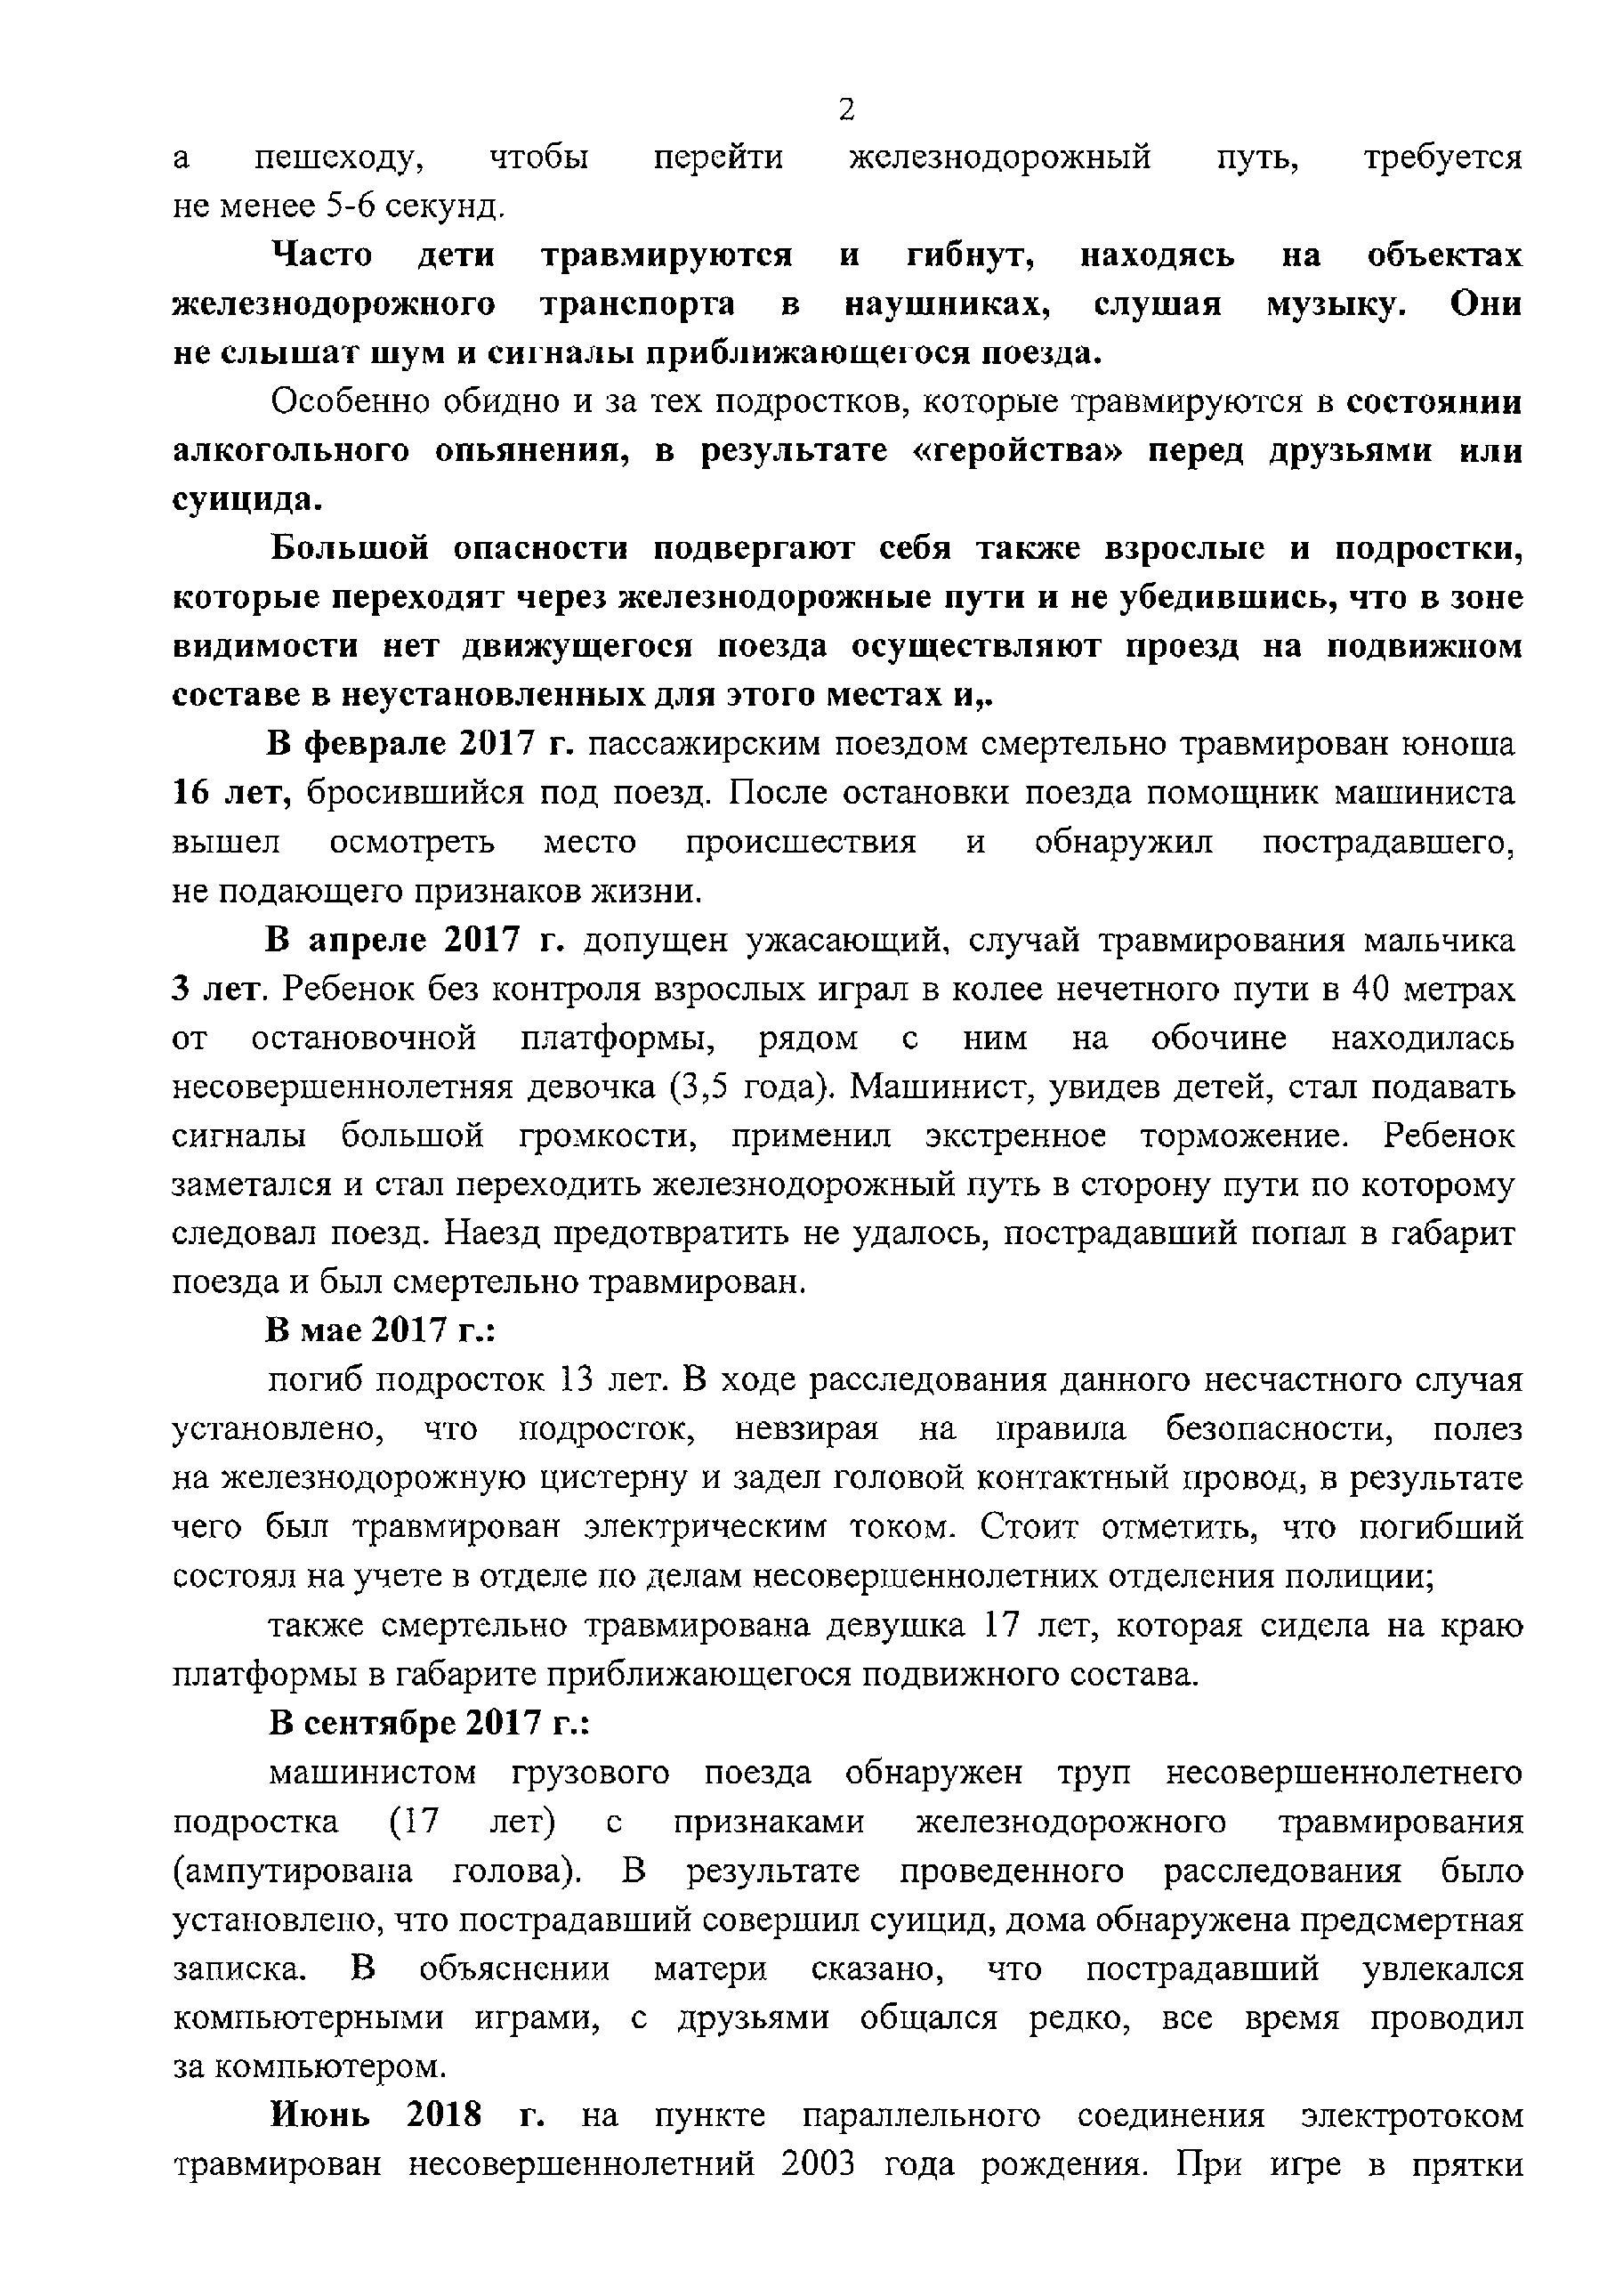 2
а пешеходу, чтобы перейти железнодорожный путь, требуется
не менее 5-6 секунд.
Часто дети травмируются и гибнут, находясь на объектах
железнодорожного транспорта в наушниках, слушая музыку. Они
не слышат шум и сигналы приближающегося поезда.
Особенно обидно и за тех подростков, которые травмируются в состоянии
алкогольного опьянения, в результате «геройства» перед друзьями или
суицида.
Большой опасности подвергают себя также взрослые и подростки,
которые переходят через железнодорожные пути и не убедившись, что в зоне
видимости нет движущегося поезда осуществляют проезд на подвижном
составе в неустановленных для этого местах и,.
В феврале 2017 г. пассажирским поездом смертельно травмирован юноша
16 лет, бросившийся под поезд. После остановки поезда помощник машиниста
вышел осмотреть место происшествия и обнаружил пострадавшего,
не подающего признаков жизни.
В апреле 2017 г. допущен ужасающий, случай травмирования мальчика
3 лет. Ребенок без контроля взрослых играл в колее нечетного пути в 40 метрах
от остановочной платформы, рядом с ним на обочине находилась
несовершеннолетняя девочка (3,5 года). Машинист, увидев детей, стал подавать
сигналы большой громкости, применил экстренное торможение. Ребенок
заметался и стал переходить железнодорожный путь в сторону пути по которому
следовал поезд. Наезд предотвратить не удалось, пострадавший попал в габарит
поезда и был смертельно травмирован.
В мае 2017 г.:
погиб подросток 13 лет. В ходе расследования данного несчастного случая
установлено, что подросток, невзирая на правила безопасности, полез
на железнодорожную цистерну и задел головой контактный провод, в результате
чего был травмирован электрическим током. Стоит отметить, что погибший
состоял на учете в отделе по делам несовершеннолетних отделения полиции;
также смертельно травмирована девушка 17 лет, которая сидела на краю
платформы в габарите приближающегося подвижного состава.
В сентябре 2017 г.:
машинистом грузового поезда обнаружен труп несовершеннолетнего
подростка (17 лет) с признаками железнодорожного травмирования
(ампутирована голова). В результате проведенного расследования было
установлено, что пострадавший совершил суицид, дома обнаружена предсмертная
записка. В объяснении матери сказано, что пострадавший увлекался
компьютерными играми, с друзьями общался редко, все время проводил
за компьютером.
Июнь 2018 г. на пункте параллельного соединения электротоком
травмирован несовершеннолетний 2003 года рождения. При игре в прятки